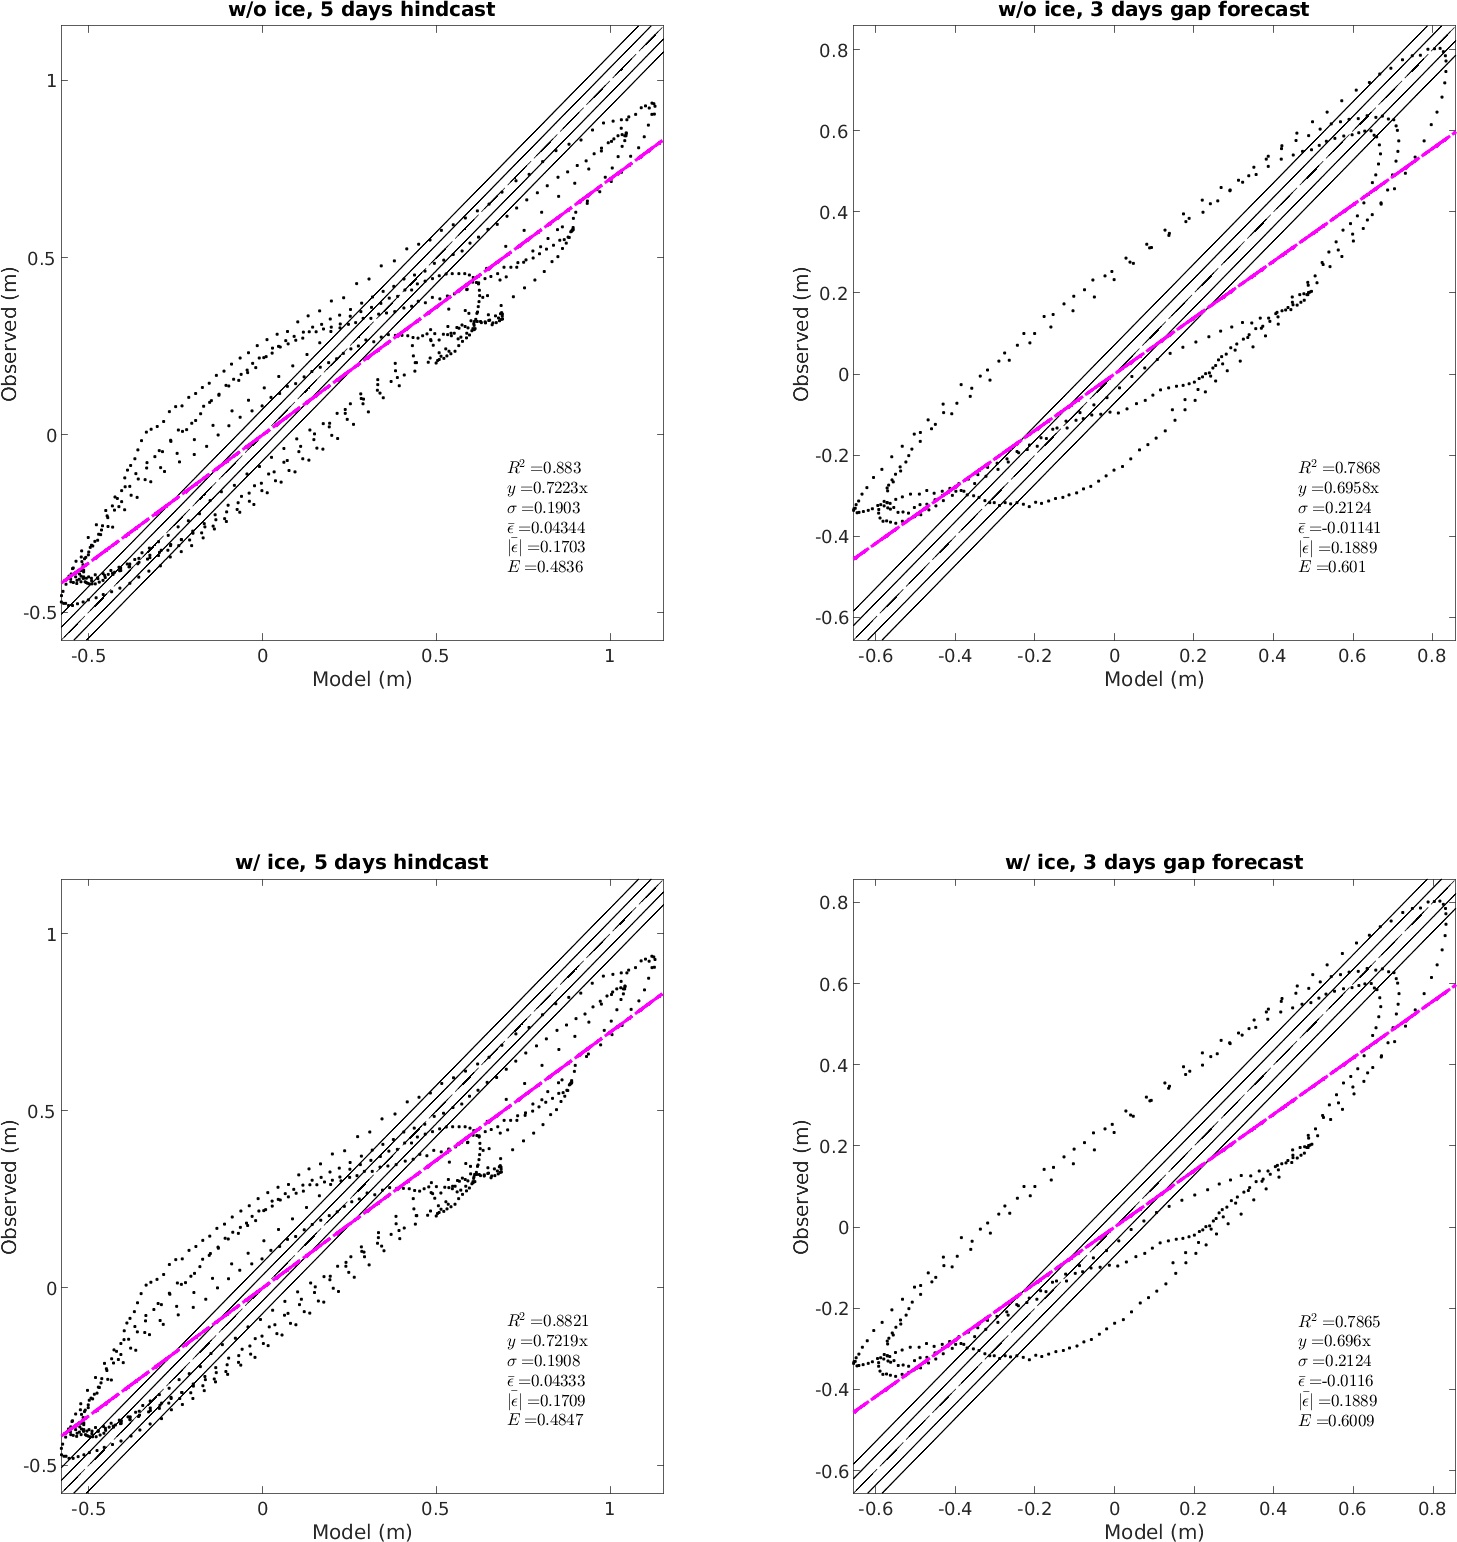 w/o ice, 5 days hindcast
1
0.5
0
-0.5
-0.5
0
0.5
1
Observed (m)
Model (m)
R² =0.883
y =0.7223x
σ =0.1903
ϵ̄ =0.04344
|ϵ̄| =0.1703
E =0.4836
w/o ice, 3 days gap forecast
0.8
0.6
0.4
0.2
0
-0.2
-0.4
-0.6
-0.6
-0.4
-0.2
0
0.2
0.4
0.6
0.8
Observed (m)
Model (m)
R² =0.7868
y =0.6958x
σ =0.2124
ϵ̄ =-0.01141
|ϵ̄| =0.1889
E =0.601
w/ ice, 5 days hindcast
1
0.5
0
-0.5
-0.5
0
0.5
1
Observed (m)
Model (m)
R² =0.8821
y =0.7219x
σ =0.1908
ϵ̄ =0.04333
|ϵ̄| =0.1709
E =0.4847
w/ ice, 3 days gap forecast
0.8
0.6
0.4
0.2
0
-0.2
-0.4
-0.6
-0.6
-0.4
-0.2
0
0.2
0.4
0.6
0.8
Observed (m)
Model (m)
R² =0.7865
y =0.696x
σ =0.2124
ϵ̄ =-0.0116
|ϵ̄| =0.1889
E =0.6009